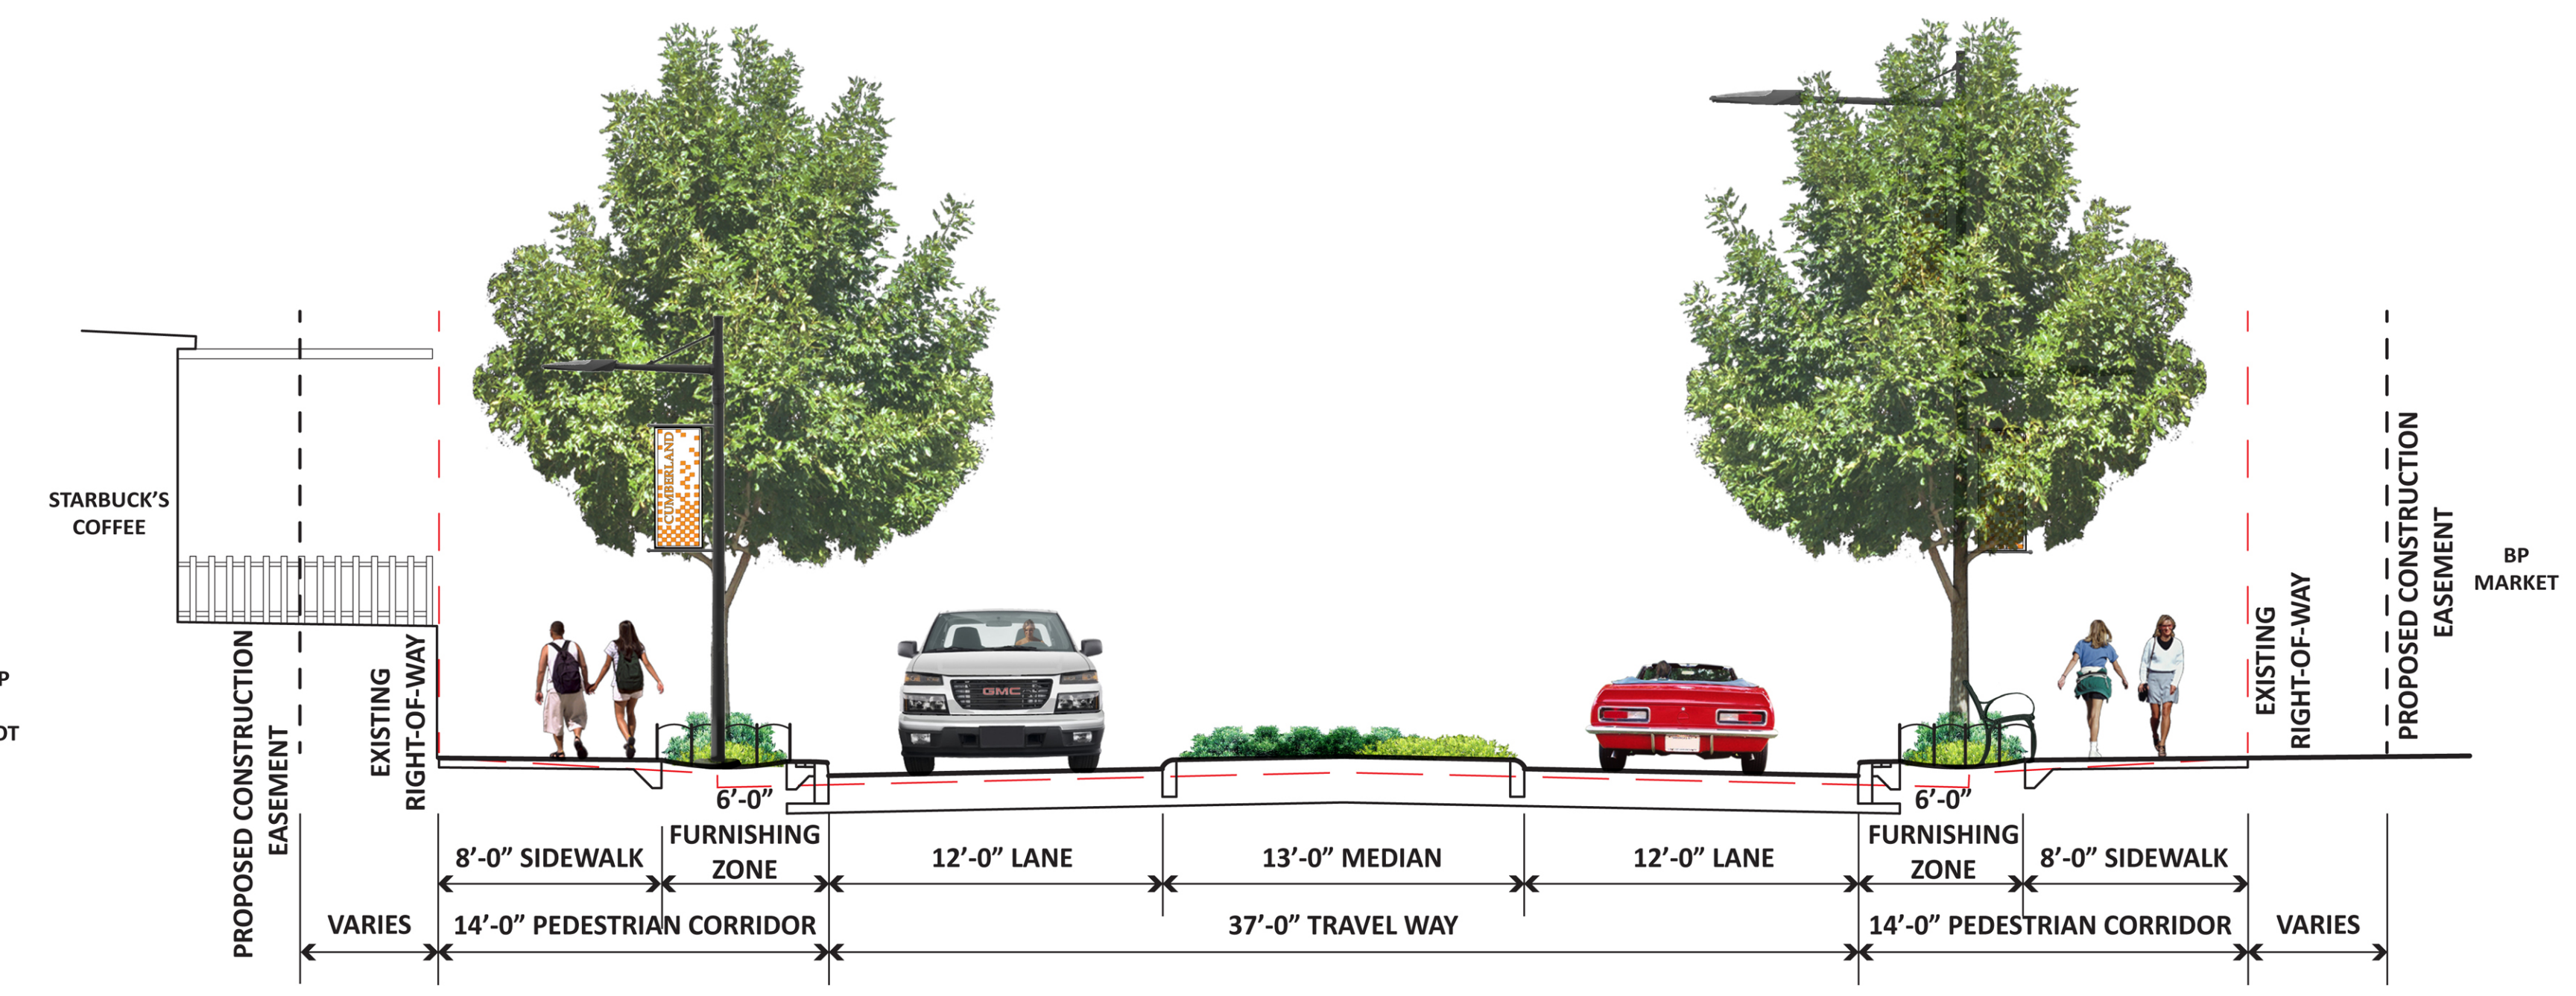 STARBUCK’S
COFFEE
PROPOSED CONSTRUCTION
EASEMENT
EXISTING
RIGHT-OF-WAY
CUMBERLAND
GMC
EXISTING
RIGHT-OF-WAY
PROPOSED CONSTRUCTION
EASEMENT
BP
MARKET
P
OT
6’-0”
FURNISHING
ZONE
6’-0”
FURNISHING
ZONE
8’-0” SIDEWALK
12’-0” LANE
13’-0” MEDIAN
12’-0” LANE
8’-0” SIDEWALK
VARIES
14’-0” PEDESTRIAN CORRIDOR
37’-0” TRAVEL WAY
14’-0” PEDESTRIAN CORRIDOR
VARIES